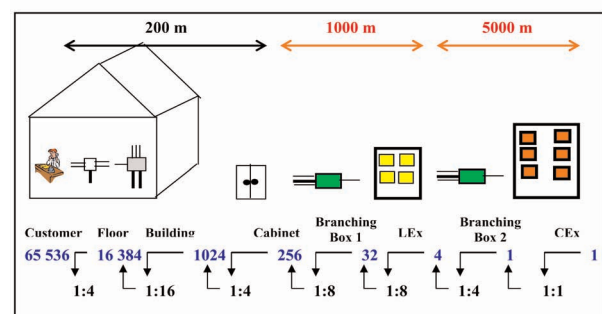 200 m 1000 m 5000 m
Customer Floor Building Cabinet Branching Box 1 LEx Branching Box 2 CEx
65 536 16 384 1024 256 32 4 1 1
1:4 1:16 1:4 1:8 1:8 1:4 1:1